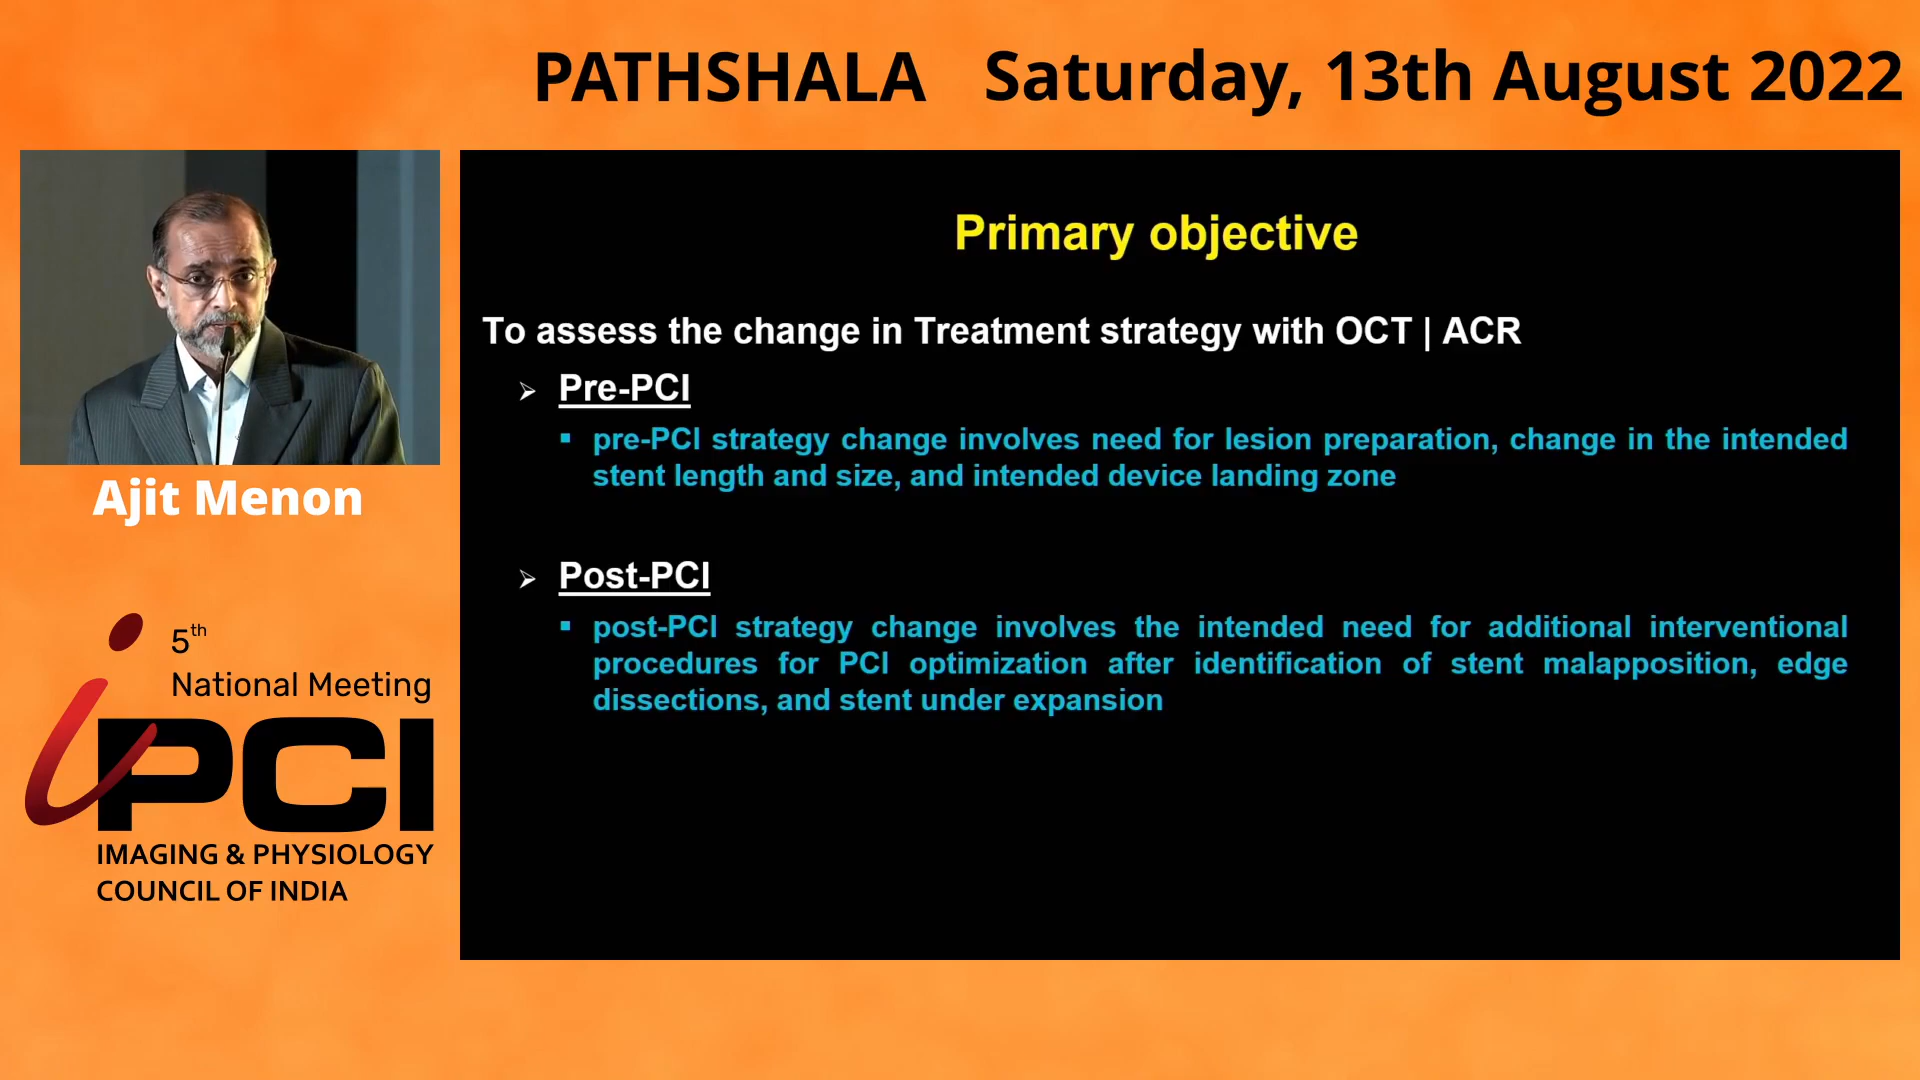 PATHSHALA Saturday, 13th August 2022
Ajit Menon
5th
National Meeting
iPCI
IMAGING & PHYSIOLOGY
COUNCIL OF INDIA
Primary objective
To assess the change in Treatment strategy with OCT | ACR
➢ Pre-PCI
▪ pre-PCI strategy change involves need for lesion preparation, change in the intended
stent length and size, and intended device landing zone
➢ Post-PCI
▪ post-PCI strategy change involves the intended need for additional interventional
procedures for PCI optimization after identification of stent malapposition, edge
dissections, and stent under expansion